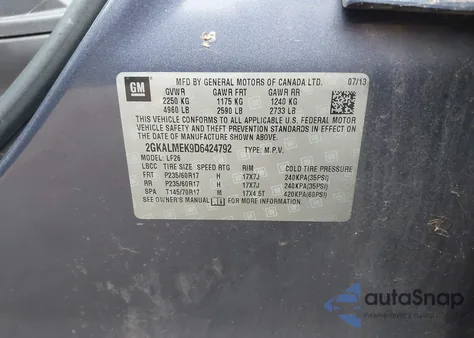 GM MFD BY GENERAL MOTORS OF CANADA LTD. 07/13
GVWR GAWR FRT GAWR RR
2250 KG 1175 KG 1240 KG
4960 LB 2590 LB 2733 LB
THIS VEHICLE CONFORMS TO ALL APPLICABLE U.S. FEDERAL MOTOR
VEHICLE SAFETY AND THEFT PREVENTION STANDARDS IN EFFECT ON
THE DATE OF MANUFACTURE SHOWN ABOVE.
2GKALMEK9D6424792 TYPE: M.P.V.
MODEL: LF26
LBCC TIRE SIZE SPEED RTG RIM COLD TIRE PRESSURE
FRT P235/60R17 H 17X7J 240KPA(35PSI)
RR P235/60R17 H 17X7J 240KPA(35PSI)
SPA T145/70R17 M 17X4.5T 420KPA(60PSI)
SEE OWNER'S MANUAL FOR MORE INFORMATION.
autoSnap